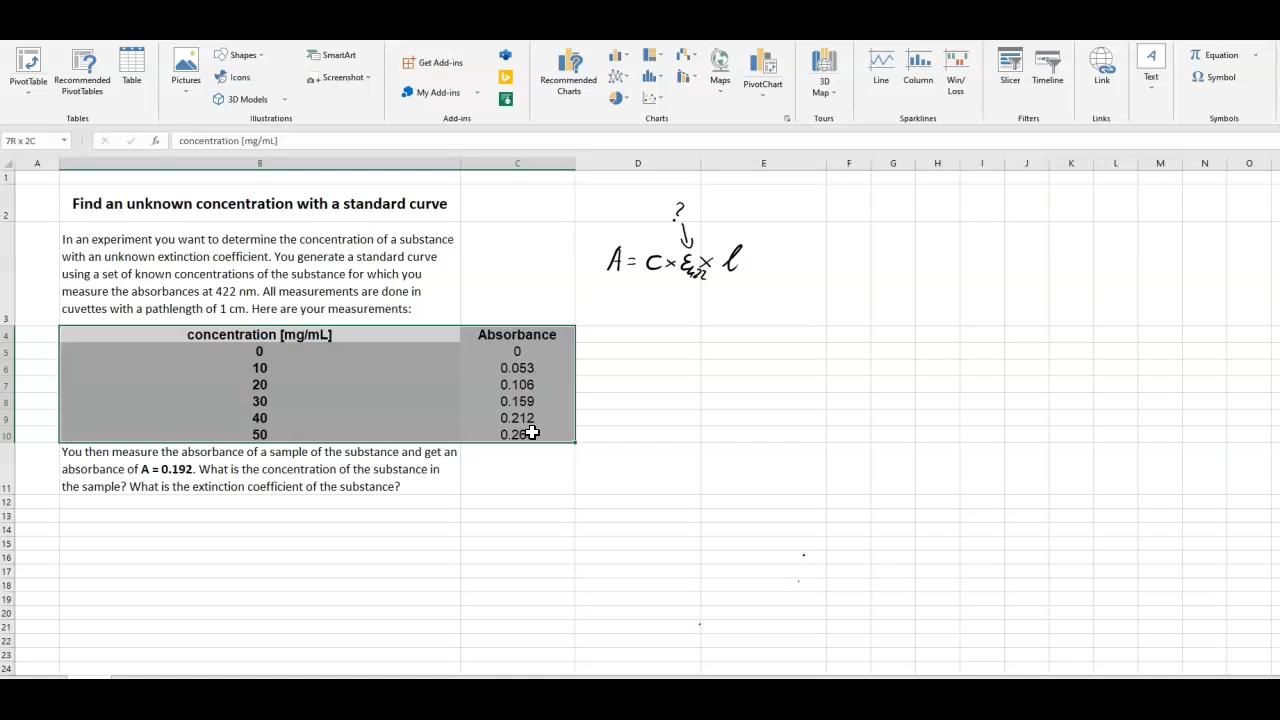 Shapes
SmartArt
Get Add-ins
Equation
Icons
Screenshot
PivotTable
Recommended PivotTables
Table
Pictures
3D Models
My Add-ins
Recommended Charts
Maps
PivotChart
3D Map
Line
Column
Win/Loss
Slicer
Timeline
Link
Text
Symbol
Tables
Illustrations
Add-ins
Charts
Tours
Sparklines
Filters
Links
Symbols
7R x 2C
fx
concentration [mg/mL]
A B C D E F G H I J K L M N O
1
2
3
4
5
6
7
8
9
10
11
12
13
14
15
16
17
18
19
20
21
22
23
24
Find an unknown concentration with a standard curve
In an experiment you want to determine the concentration of a substance
with an unknown extinction coefficient. You generate a standard curve
using a set of known concentrations of the substance for which you
measure the absorbances at 422 nm. All measurements are done in
cuvettes with a pathlength of 1 cm. Here are your measurements:
concentration [mg/mL] Absorbance
0 0
10 0.053
20 0.106
30 0.159
40 0.212
50
You then measure the absorbance of a sample of the substance and get an
absorbance of A = 0.192. What is the concentration of the substance in
the sample? What is the extinction coefficient of the substance?
?
A = c × ε422 × l